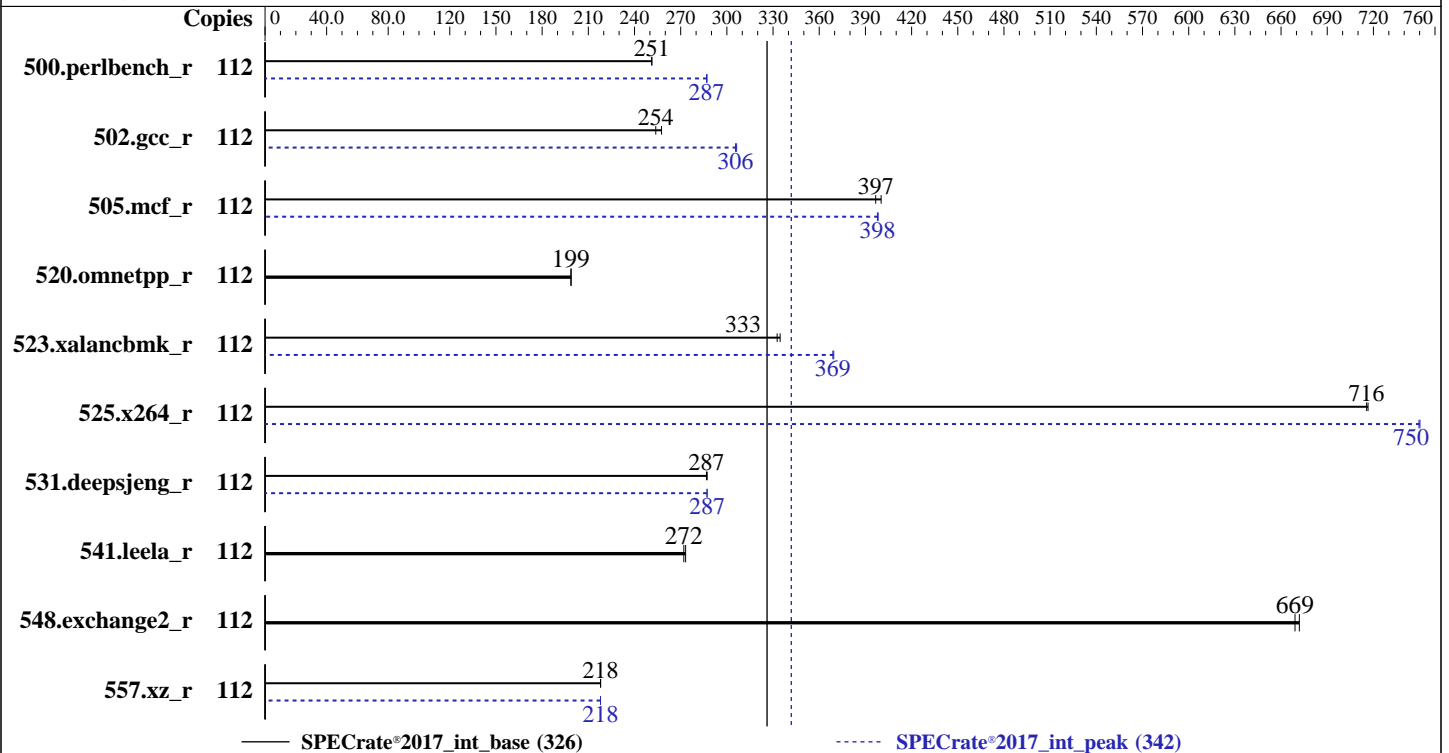 Copies 0 40.0 80.0 120 150 180 210 240 270 300 330 360 390 420 450 480 510 540 570 600 630 660 690 720 760
251
500.perlbench_r 112
287
254
502.gcc_r 112
306
397
505.mcf_r 112
398
199
520.omnetpp_r 112
333
523.xalancbmk_r 112
369
716
525.x264_r 112
750
287
531.deepsjeng_r 112
287
272
541.leela_r 112
669
548.exchange2_r 112
218
557.xz_r 112
218
SPECrate®2017_int_base (326) SPECrate®2017_int_peak (342)